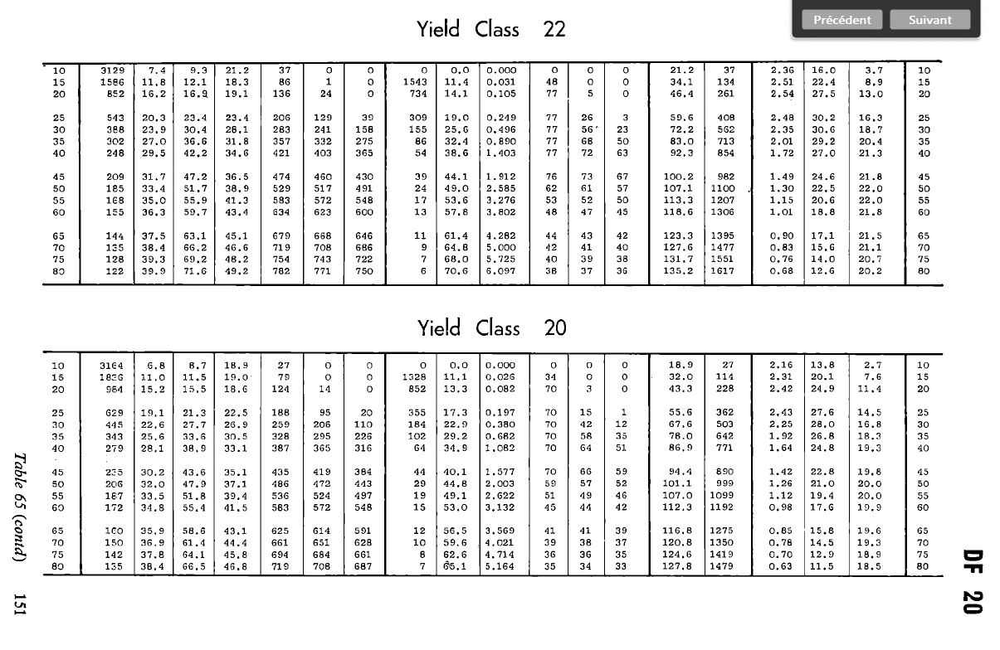 Précédent Suivant
Yield Class 22
10 3129 7.4 9.3 21.2 37 0 0 0 0.0 0.000 0 0 0 21.2 37 2.36 16.0 3.7 10
15 1586 11.8 12.1 18.3 86 1 0 1543 11.4 0.031 48 0 0 34.1 134 2.51 22.4 8.9 15
20 852 16.2 16.9 19.1 136 24 0 734 14.1 0.105 77 5 0 46.4 261 2.54 27.5 13.0 20
25 543 20.3 23.4 23.4 206 129 39 309 19.0 0.249 77 26 3 59.6 408 2.48 30.2 16.3 25
30 388 23.9 30.4 28.1 283 241 158 155 25.6 0.496 77 56 23 72.2 562 2.35 30.6 18.7 30
35 302 27.0 36.6 31.8 357 332 275 86 32.4 0.890 77 68 50 83.0 713 2.01 29.2 20.4 35
40 248 29.5 42.2 34.6 421 403 365 54 38.6 1.403 77 72 63 92.3 854 1.72 27.0 21.3 40
45 209 31.7 47.2 36.5 474 460 430 39 44.1 1.912 76 73 67 100.2 982 1.49 24.6 21.8 45
50 185 33.4 51.7 38.9 529 517 491 24 49.0 2.585 62 61 57 107.1 1100 1.30 22.5 22.0 50
55 168 35.0 55.9 41.3 583 572 548 17 53.6 3.276 53 52 50 113.3 1207 1.15 20.6 22.0 55
60 155 36.3 59.7 43.4 634 623 600 13 57.8 3.802 48 47 45 118.6 1306 1.01 18.8 21.8 60
65 144 37.5 63.1 45.1 679 668 646 11 61.4 4.282 44 43 42 123.3 1395 0.90 17.1 21.5 65
70 135 38.4 66.2 46.6 719 708 686 9 64.8 5.000 42 41 40 127.6 1477 0.83 15.6 21.1 70
75 128 39.3 69.2 48.2 754 743 722 7 68.0 5.725 40 39 38 131.7 1551 0.76 14.0 20.7 75
80 122 39.9 71.6 49.2 782 771 750 6 70.6 6.097 38 37 36 135.2 1617 0.68 12.6 20.2 80
Yield Class 20
10 3164 6.8 8.7 18.9 27 0 0 0 0.0 0.000 0 0 0 18.9 27 2.16 13.8 2.7 10
15 1836 11.0 11.5 19.0 79 0 0 1328 11.1 0.026 34 0 0 32.0 114 2.31 20.1 7.6 15
20 984 15.2 15.5 18.6 124 14 0 852 13.3 0.082 70 3 0 43.3 228 2.42 24.9 11.4 20
25 629 19.1 21.3 22.5 188 95 20 355 17.3 0.197 70 15 1 55.6 362 2.43 27.6 14.5 25
30 445 22.6 27.7 26.9 259 206 110 184 22.9 0.380 70 42 12 67.6 503 2.25 28.0 16.8 30
35 343 25.6 33.6 30.5 328 295 226 102 29.2 0.682 70 58 35 78.0 642 1.92 26.8 18.3 35
40 279 28.1 38.9 33.1 387 365 316 64 34.9 1.082 70 64 51 86.9 771 1.64 24.8 19.3 40
45 235 30.2 43.6 35.1 435 419 384 44 40.1 1.577 70 66 59 94.4 890 1.42 22.8 19.8 45
50 206 32.0 47.9 37.1 486 472 443 29 44.8 2.003 59 57 52 101.1 999 1.26 21.0 20.0 50
55 187 33.5 51.8 39.4 536 524 497 19 49.1 2.622 51 49 46 107.0 1099 1.12 19.4 20.0 55
60 172 34.8 55.4 41.5 583 572 548 15 53.0 3.132 45 44 42 112.3 1192 0.98 17.6 19.9 60
65 160 35.9 58.6 43.1 625 614 591 12 56.5 3.569 41 41 39 116.8 1275 0.85 15.8 19.6 65
70 150 36.9 61.4 44.4 661 651 628 10 59.6 4.021 39 38 37 120.8 1350 0.78 14.5 19.3 70
75 142 37.8 64.1 45.8 694 684 661 8 62.6 4.714 36 36 35 124.6 1419 0.70 12.9 18.9 75
80 135 38.4 66.5 46.8 719 708 687 7 65.1 5.164 35 34 33 127.8 1479 0.63 11.5 18.5 80
Table 65 (contd) 151
DF 20